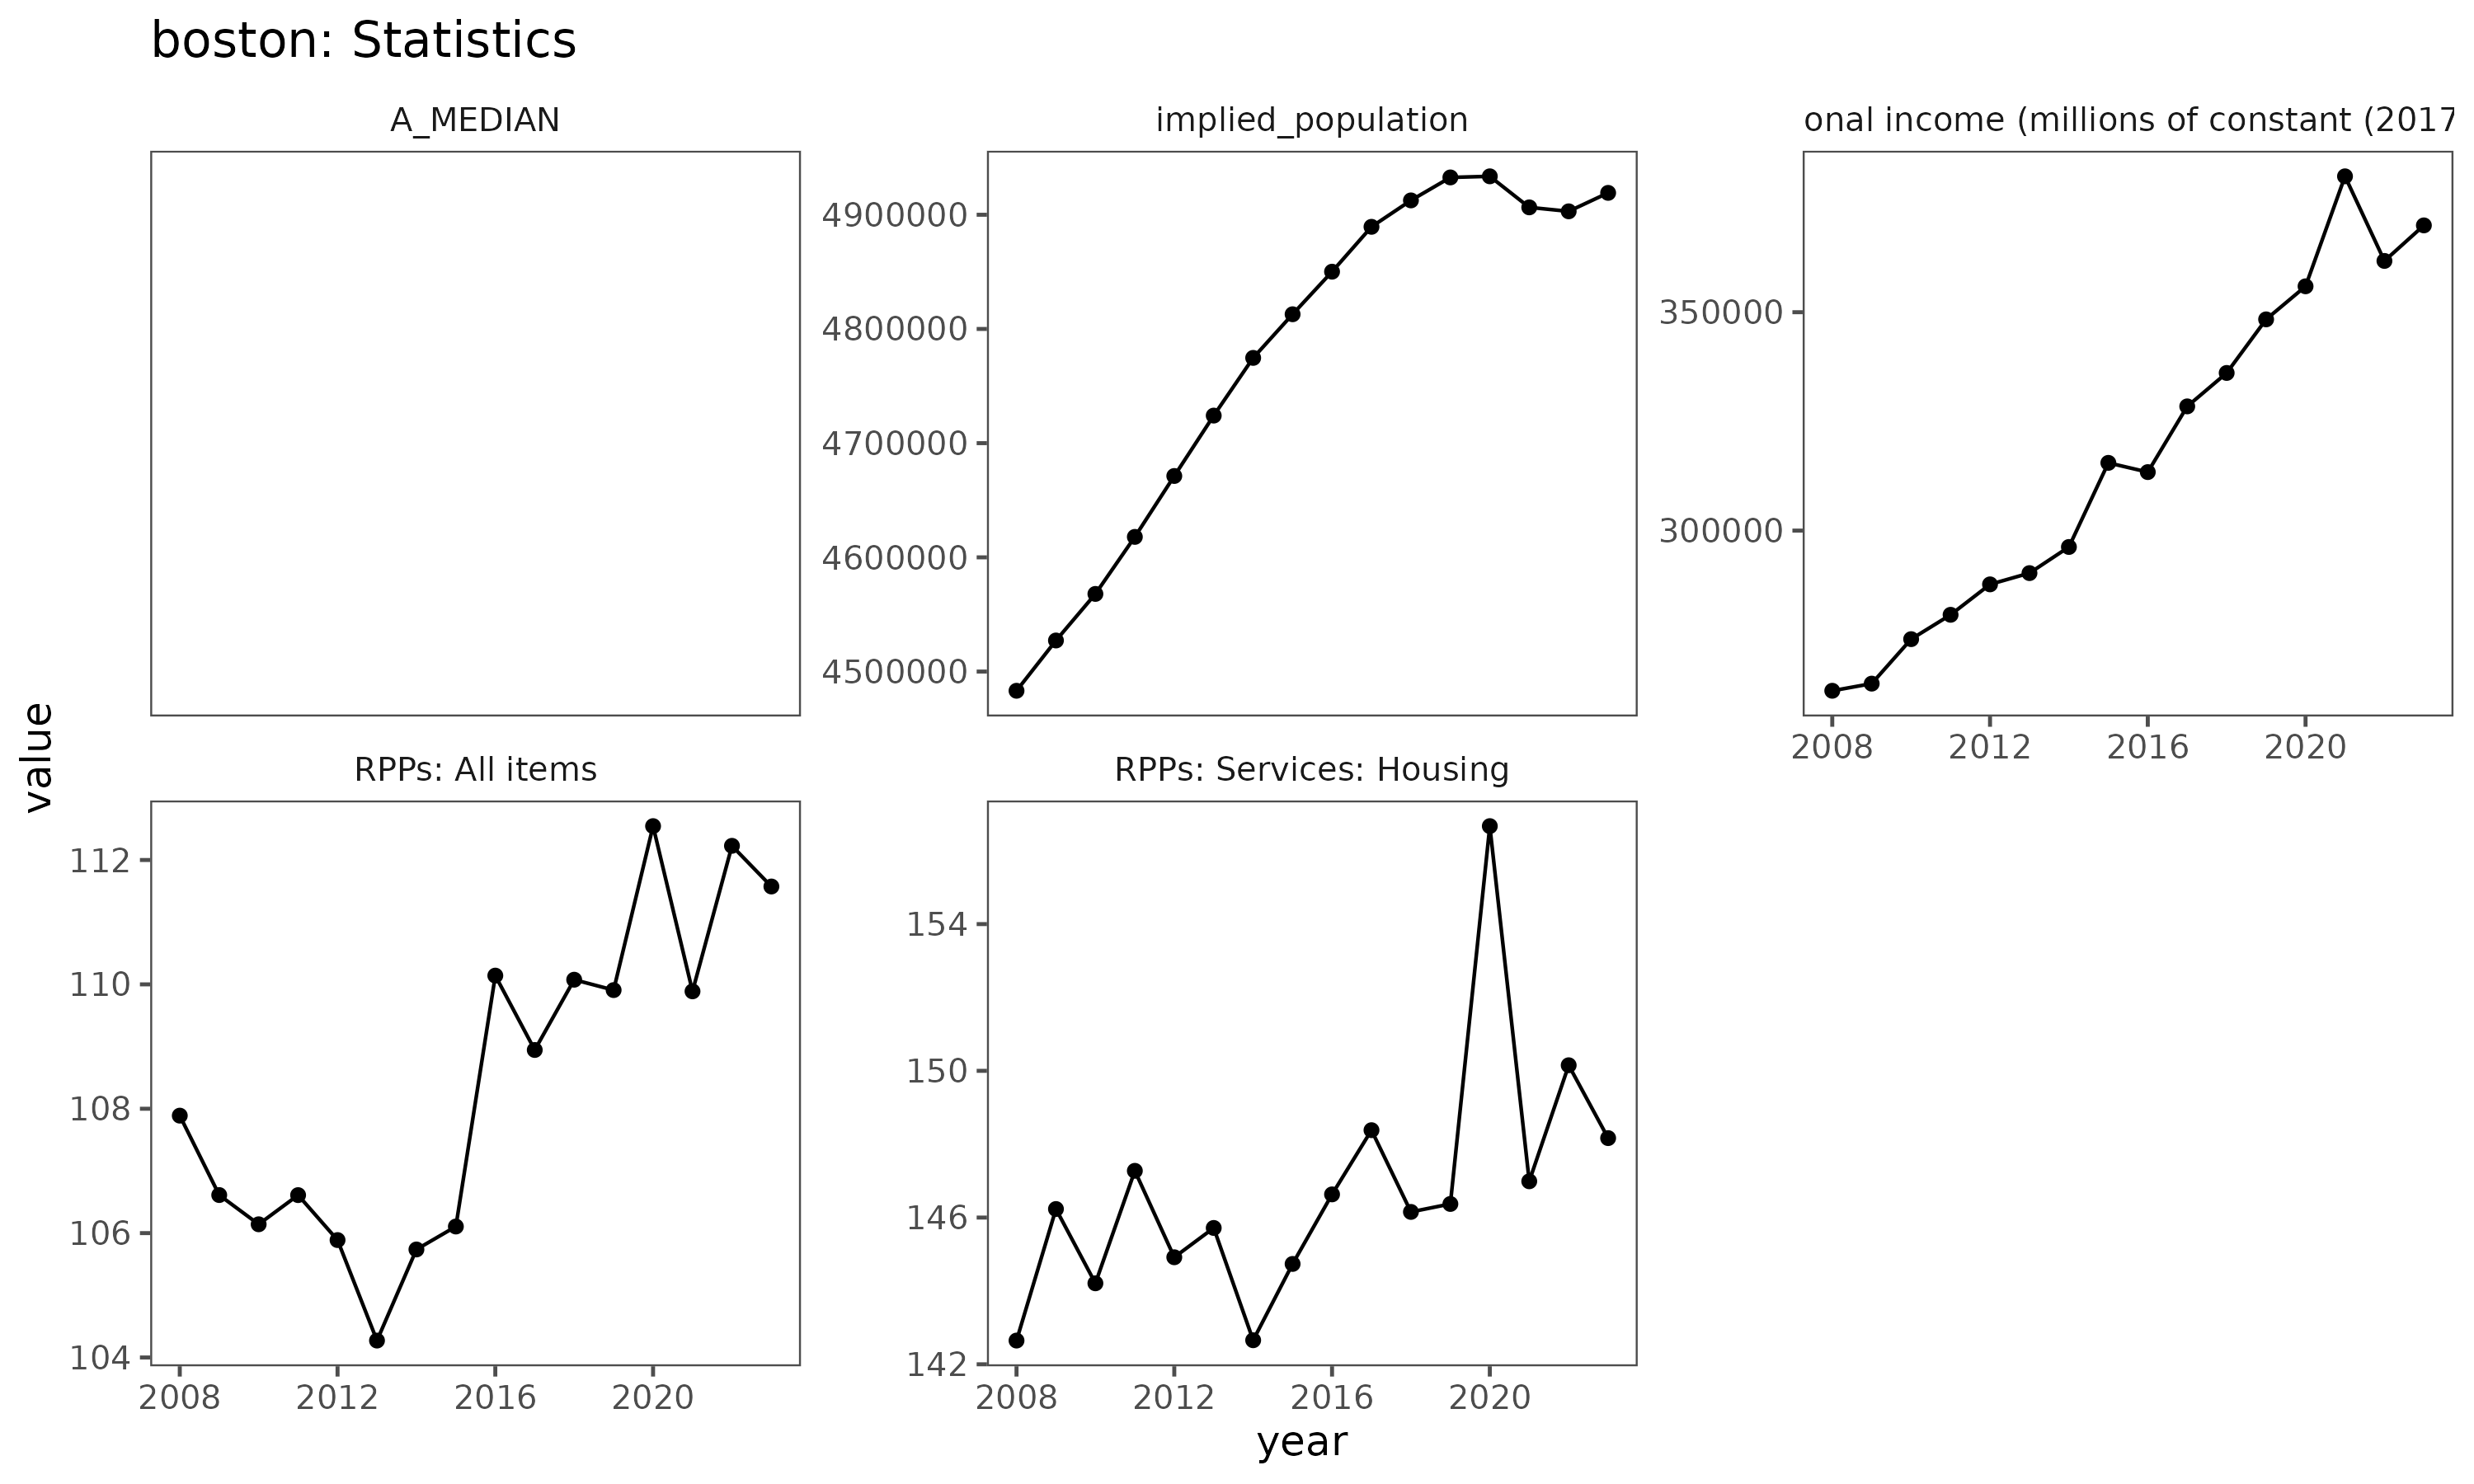 boston: Statistics
A_MEDIAN
implied_population
onal income (millions of constant (2017
4900000
4800000
4700000
4600000
4500000
350000
300000
2008 2012 2016 2020
value
RPPs: All items
RPPs: Services: Housing
112
110
108
106
104
154
150
146
142
2008 2012 2016 2020
2008 2012 2016 2020
year